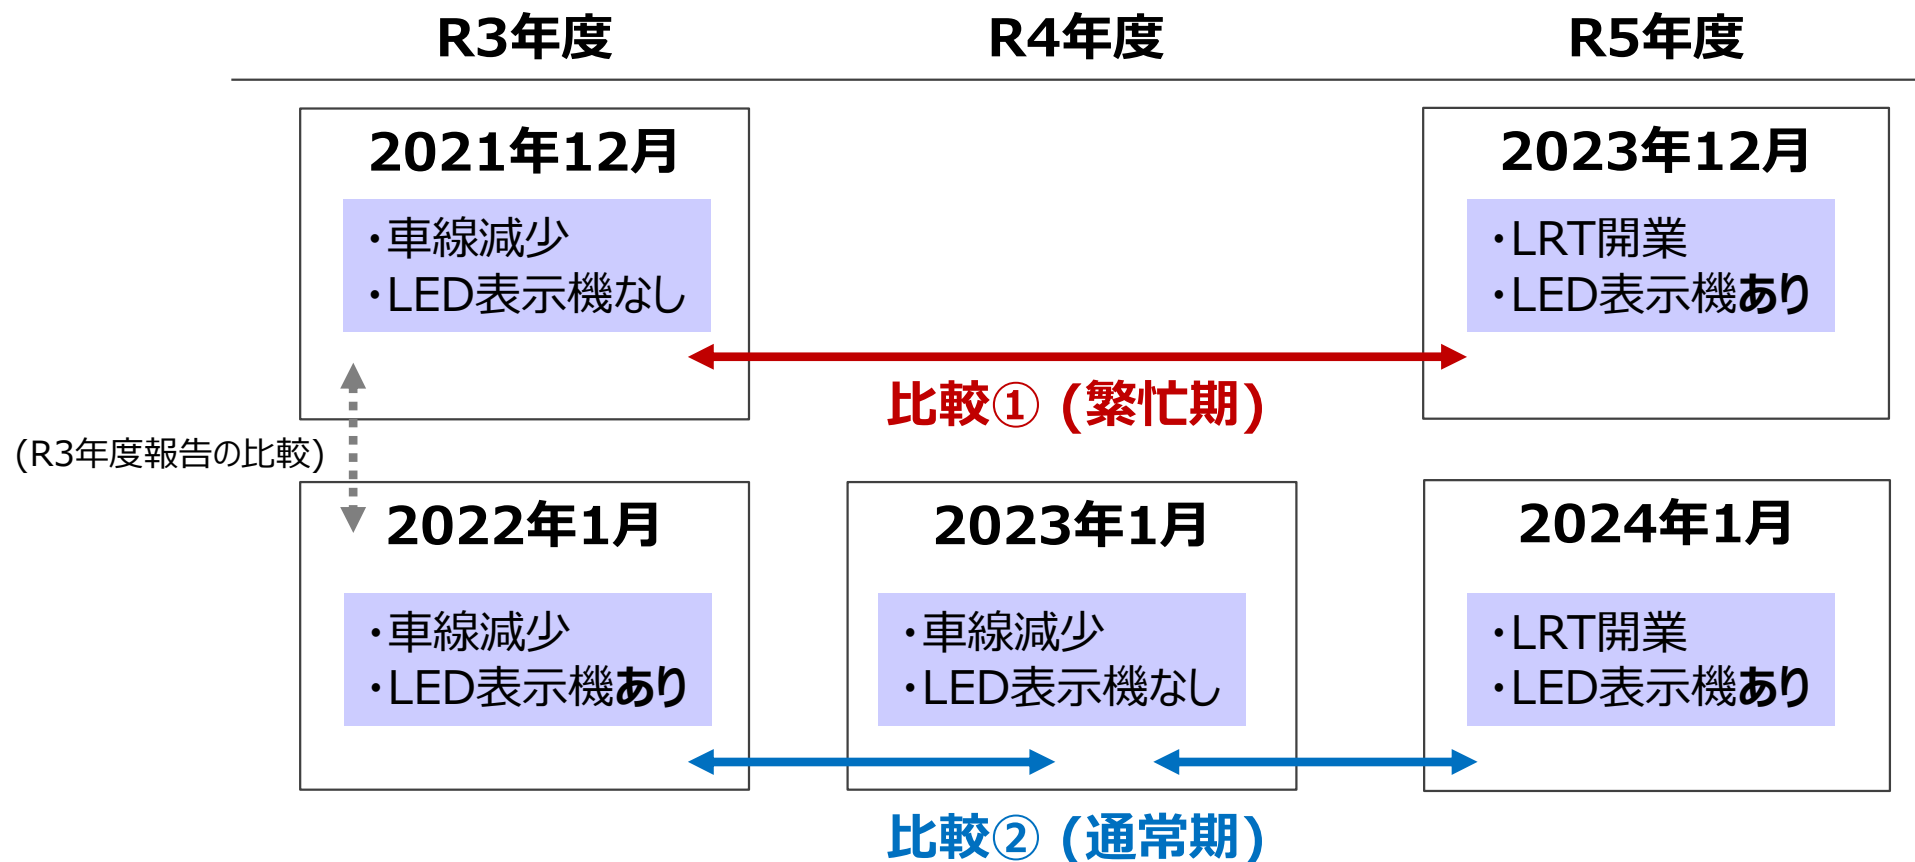 R3年度
R4年度
R5年度
2021年12月
・車線減少
・LED表示機なし
2023年12月
・LRT開業
・LED表示機あり
比較① (繁忙期)
(R3年度報告の比較)
2022年1月
・車線減少
・LED表示機あり
2023年1月
・車線減少
・LED表示機なし
2024年1月
・LRT開業
・LED表示機あり
比較② (通常期)